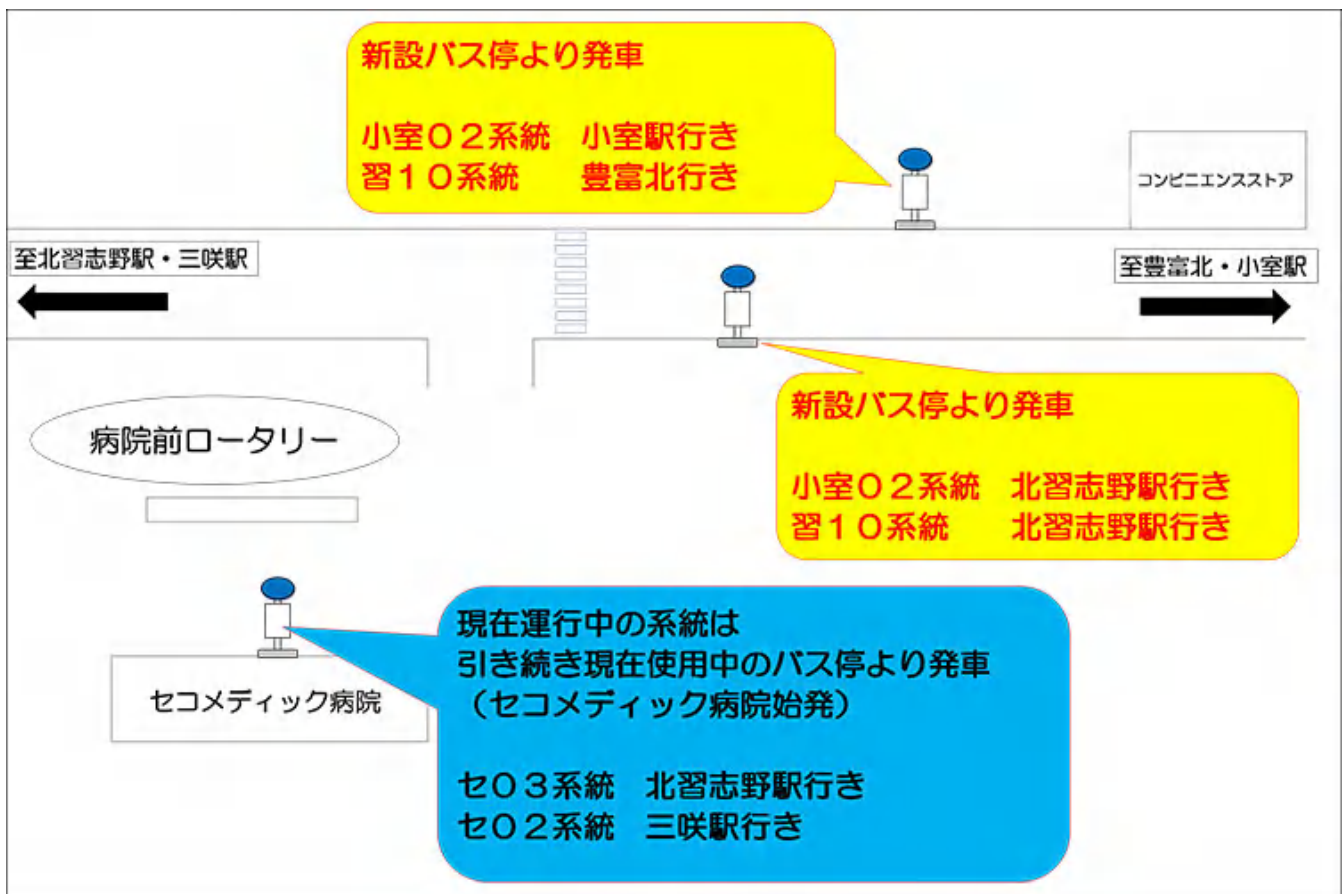 新設バス停より発車
小室０２系統　小室駅行き
習１０系統　　豊富北行き
コンビニエンスストア
至北習志野駅・三咲駅
至豊富北・小室駅
新設バス停より発車
小室０２系統　北習志野駅行き
習１０系統　　北習志野駅行き
病院前ロータリー
現在運行中の系統は
引き続き現在使用中のバス停より発車
（セコメディック病院始発）
セ０３系統　北習志野駅行き
セ０２系統　三咲駅行き
セコメディック病院